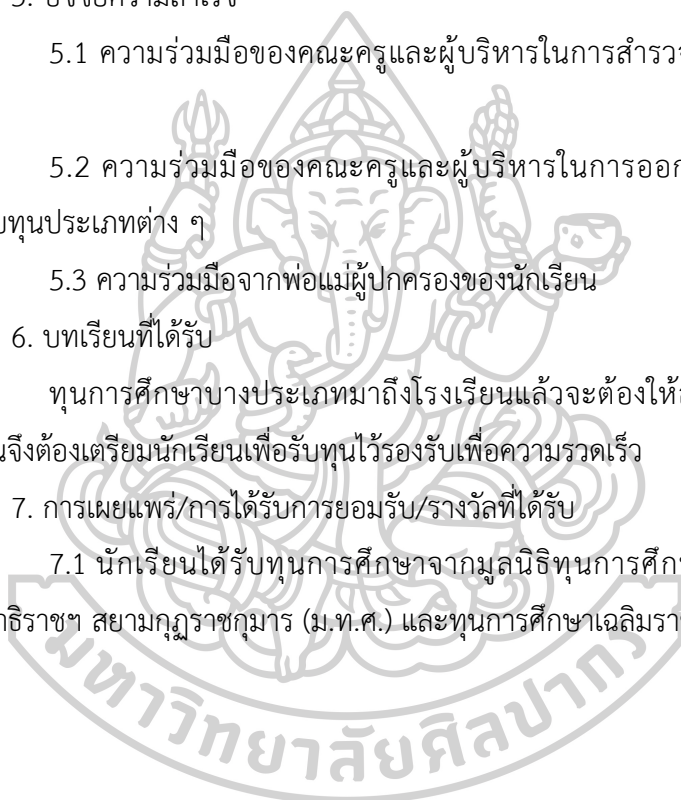 5. ปัจจัยความสำเร็จ
5.1 ความร่วมมือของคณะครูและผู้บริหารในการสำรวจ
5.2 ความร่วมมือของคณะครูและผู้บริหารในการออก
ทุนประเภทต่าง ๆ
5.3 ความร่วมมือจากพ่อแม่ผู้ปกครองของนักเรียน
6. บทเรียนที่ได้รับ
ทุนการศึกษาบางประเภทมาถึงโรงเรียนแล้วจะต้องให้
จึงต้องเตรียมนักเรียนเพื่อรับทุนไว้รองรับเพื่อความรวดเร็ว
7. การเผยแพร่/การได้รับการยอมรับ/รางวัลที่ได้รับ
7.1 นักเรียนได้รับทุนการศึกษาจากมูลนิธิทุนการศึก
าธิราชฯ สยามกุฎราชกุมาร (ม.ท.ศ.) และทุนการศึกษาเฉลิมรา
มหาวิทยาลัยศิลปากร